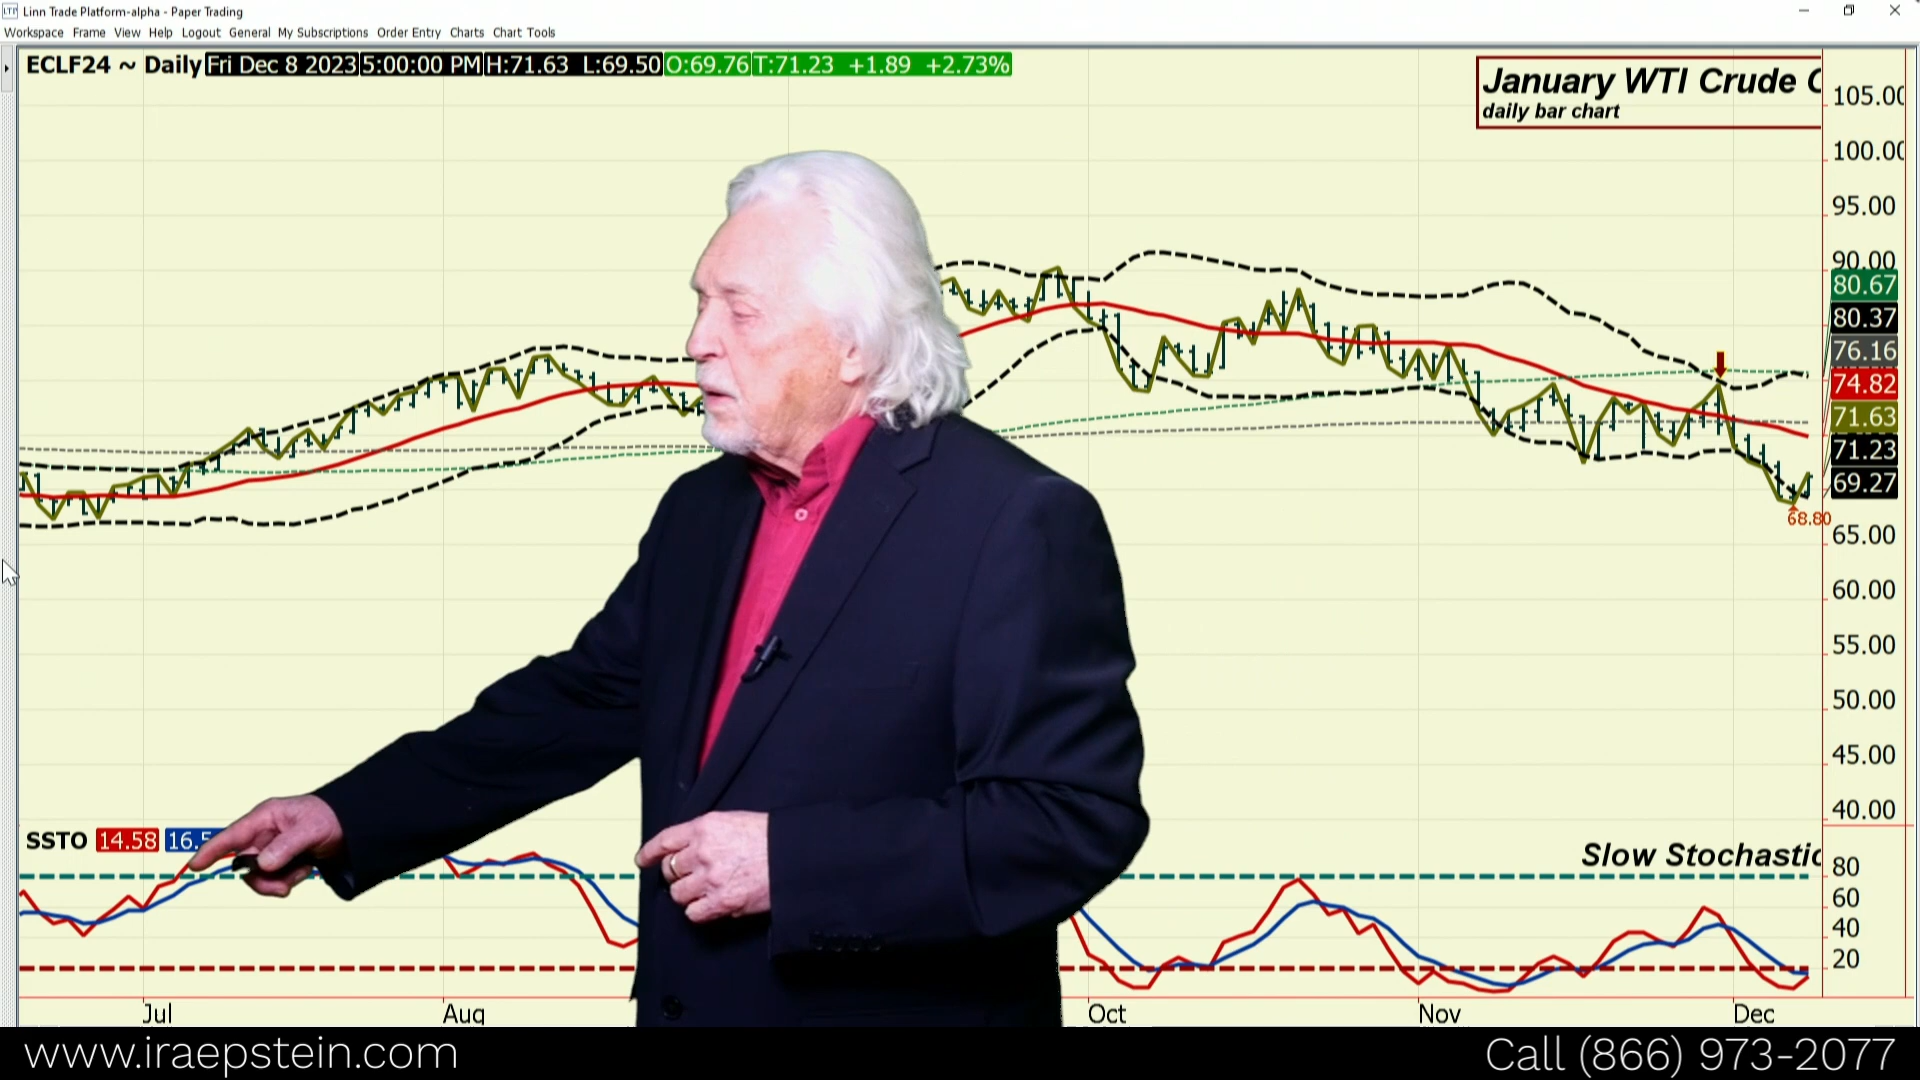 Linn Trade Platform-alpha - Paper Trading
Workspace Frame View Help Logout General My Subscriptions Order Entry Charts Chart Tools
ECLF24 ~ Daily Fri Dec 8 2023 5:00:00 PM H:71.63 L:69.50 O:69.76 T:71.23 +1.89 +2.73%
January WTI Crude
daily bar chart
105.00
100.00
95.00
90.00
80.67
80.37
76.16
74.82
71.63
71.23
69.27
68.80
65.00
60.00
55.00
50.00
45.00
40.00
SSTO 14.58
Slow Stochastic
80
60
40
20
Jul Aug Oct Nov Dec
www.iraepstein.com Call (866) 973-2077